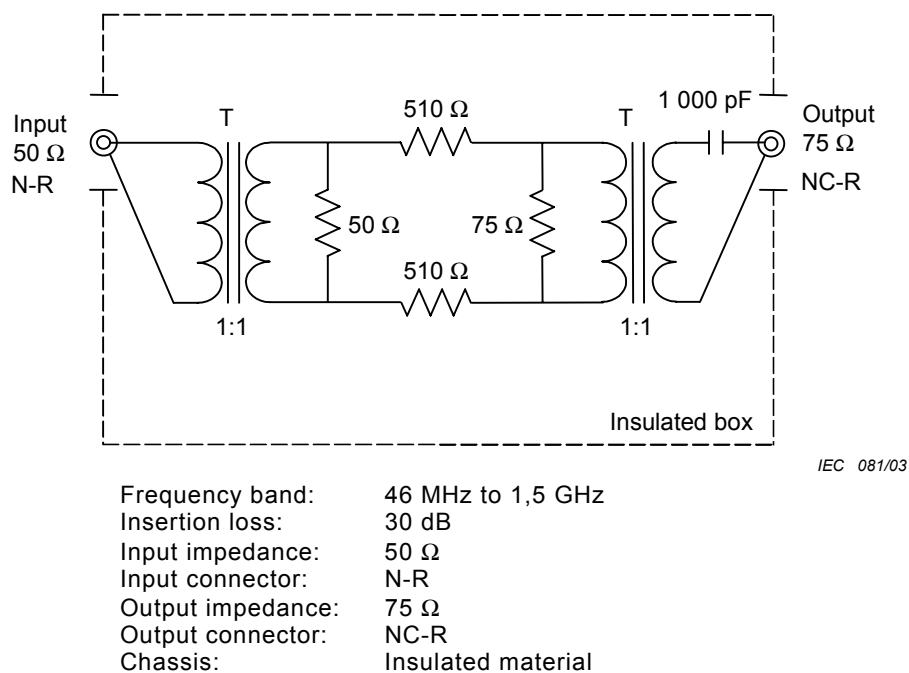 510 Ω
1 000 pF
Input
50 Ω
N-R
T
T
Output
75 Ω
NC-R
50 Ω
75 Ω
510 Ω
1:1
1:1
Insulated box
IEC 081/03
Frequency band: 46 MHz to 1,5 GHz
Insertion loss: 30 dB
Input impedance: 50 Ω
Input connector: N-R
Output impedance: 75 Ω
Output connector: NC-R
Chassis: Insulated material